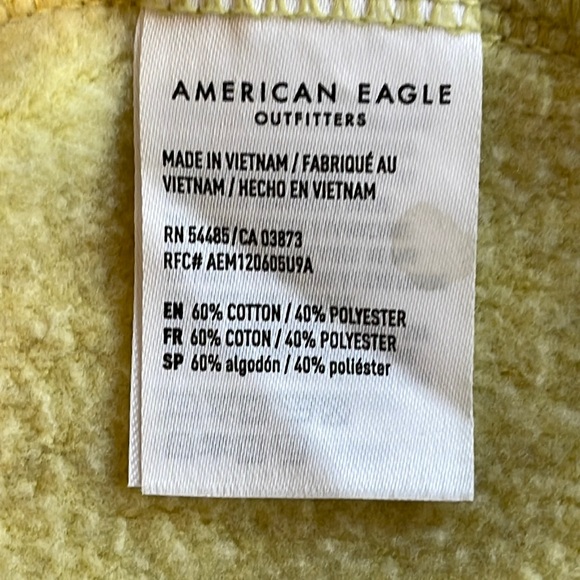 AMERICAN EAGLE
OUTFITTERS
MADE IN VIETNAM / FABRIQUÉ AU
VIETNAM / HECHO EN VIETNAM
RN 54485/CA 03873
RFC# AEM120605U9A
EN 60% COTTON / 40% POLYESTER
FR 60% COTON / 40% POLYESTER
SP 60% algodón / 40% poliéster